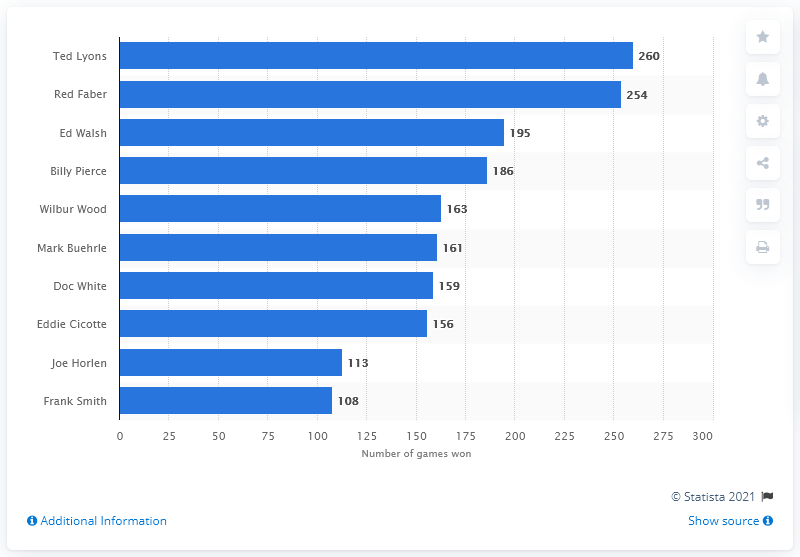 Ted Lyons 260
Red Faber 254
Ed Walsh 195
Billy Pierce 186
Wilbur Wood 163
Mark Buehrle 161
Doc White 159
Eddie Cicotte 156
Joe Horlen 113
Frank Smith 108
0 25 50 75 100 125 150 175 200 225 250 275 300
Number of games won
© Statista 2021
Additional Information Show source